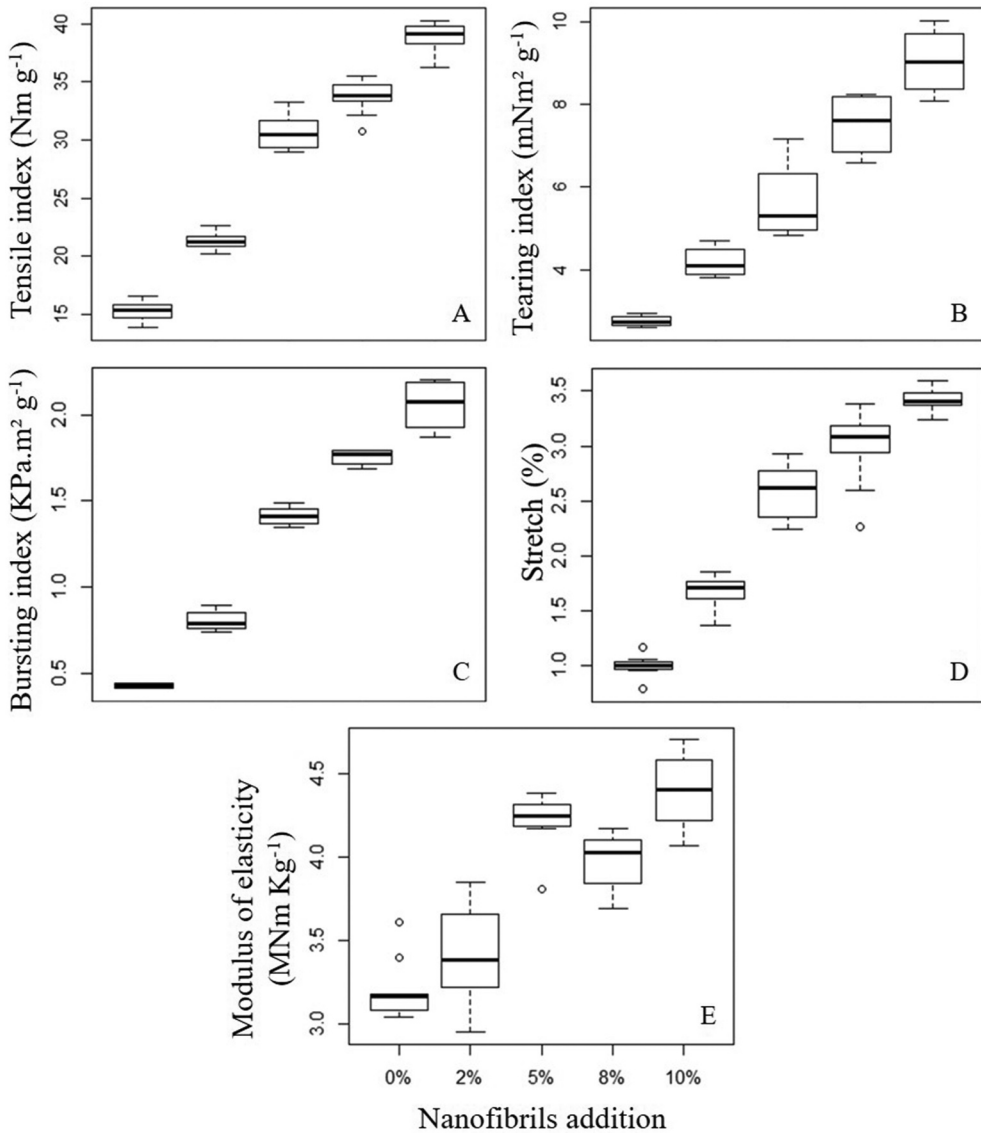 Tensile index (Nm g⁻¹)
40
35
30
25
20
15
A
Tearing index (mNm² g⁻¹)
10
8
6
4
B
Bursting index (KPa.m² g⁻¹)
2.0
1.5
1.0
0.5
C
Stretch (%)
3.5
3.0
2.5
2.0
1.5
1.0
D
Modulus of elasticity
(MNm Kg⁻¹)
4.5
4.0
3.5
3.0
E
0% 2% 5% 8% 10%
Nanofibrils addition